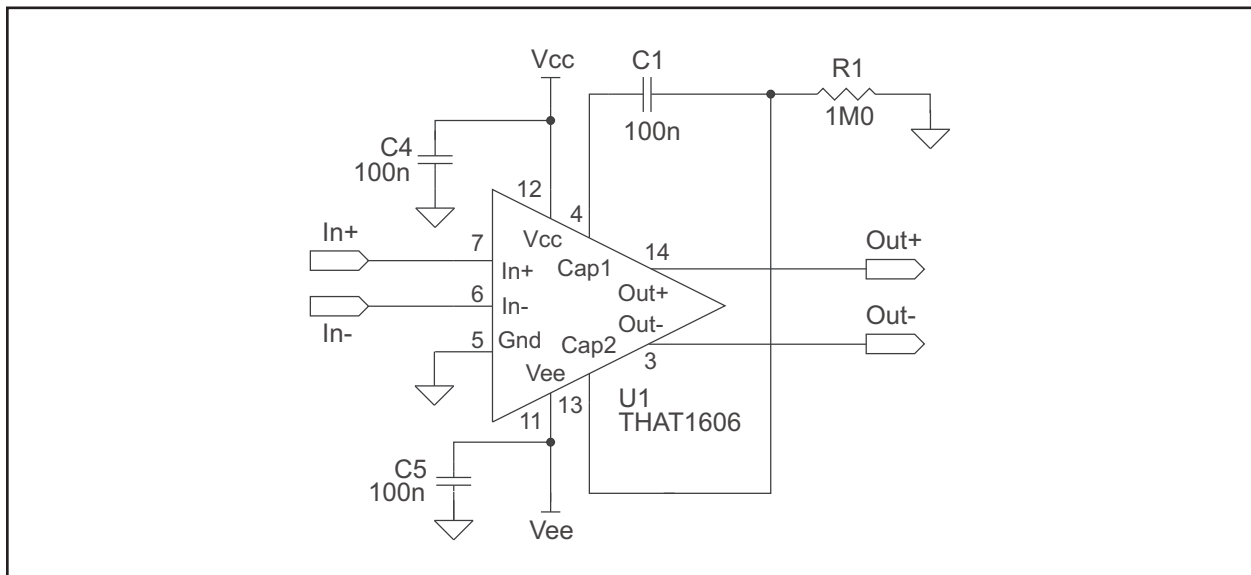 Vcc
C1
R1
100n
1M0
C4
100n
12
4
In+
7
Vcc
Cap1
14
Out+
In+
6
In-
Out+
In-
5
Gnd
Out-
Out-
Cap2
3
Vee
11
13
U1
THAT1606
C5
100n
Vee